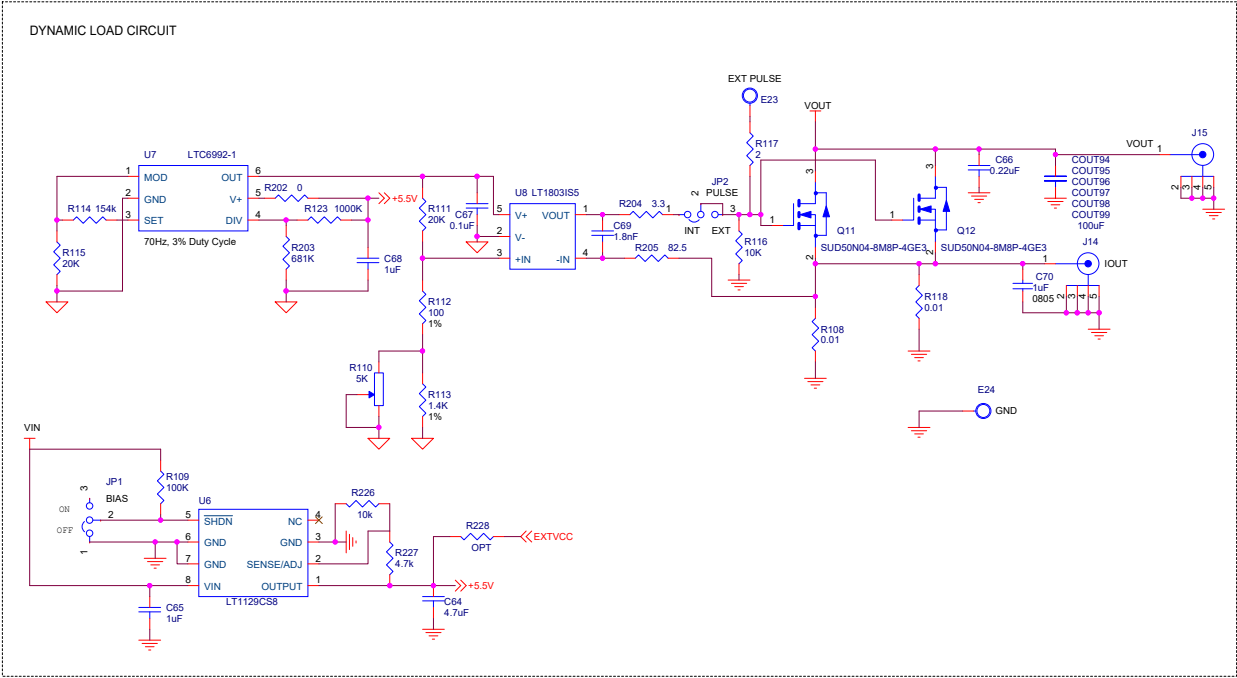 DYNAMIC LOAD CIRCUIT
EXT PULSE
E23
VOUT
R117
2
U7 LTC6992-1
1 MOD OUT 6
2 GND V+ 5
3 SET DIV 4
70Hz, 3% Duty Cycle
R114 154k
R115
20K
R202 0
+5.5V
R123 1000K
R203
681K
C68
1uF
R111
20K
C67
0.1uF
U8 LT1803IS5
5 V+ VOUT 1
2 V-
3 +IN -IN 4
C69
1.8nF
R204 3.3
R205 82.5
JP2
PULSE
1 2 3
INT EXT
R116
10K
1 3 2
Q11
SUD50N04-8M8P-4GE3
1 3 2
Q12
SUD50N04-8M8P-4GE3
C66
0.22uF
COUT94
COUT95
COUT96
COUT97
COUT98
COUT99
100uF
VOUT 1
J15
2 3 4 5
J14
1
IOUT
2 3 4 5
C70
1uF
0805
R118
0.01
R108
0.01
R112
100
1%
R110
5K
R113
1.4K
1%
E24
GND
VIN
JP1
BIAS
3
ON
2
OFF
1
R109
100K
U6
5 SHDN NC 4
6 GND GND 3
7 GND SENSE/ADJ 2
8 VIN OUTPUT 1
LT1129CS8
C65
1uF
R226
10k
R227
4.7k
R228
OPT
EXTVCC
+5.5V
C64
4.7uF